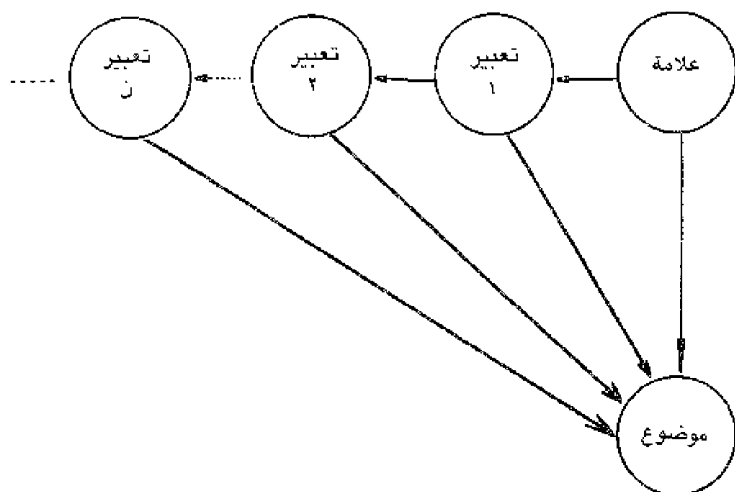 علامة
تعبير
١
تعبير
٢
تعبير
ن
موضوع